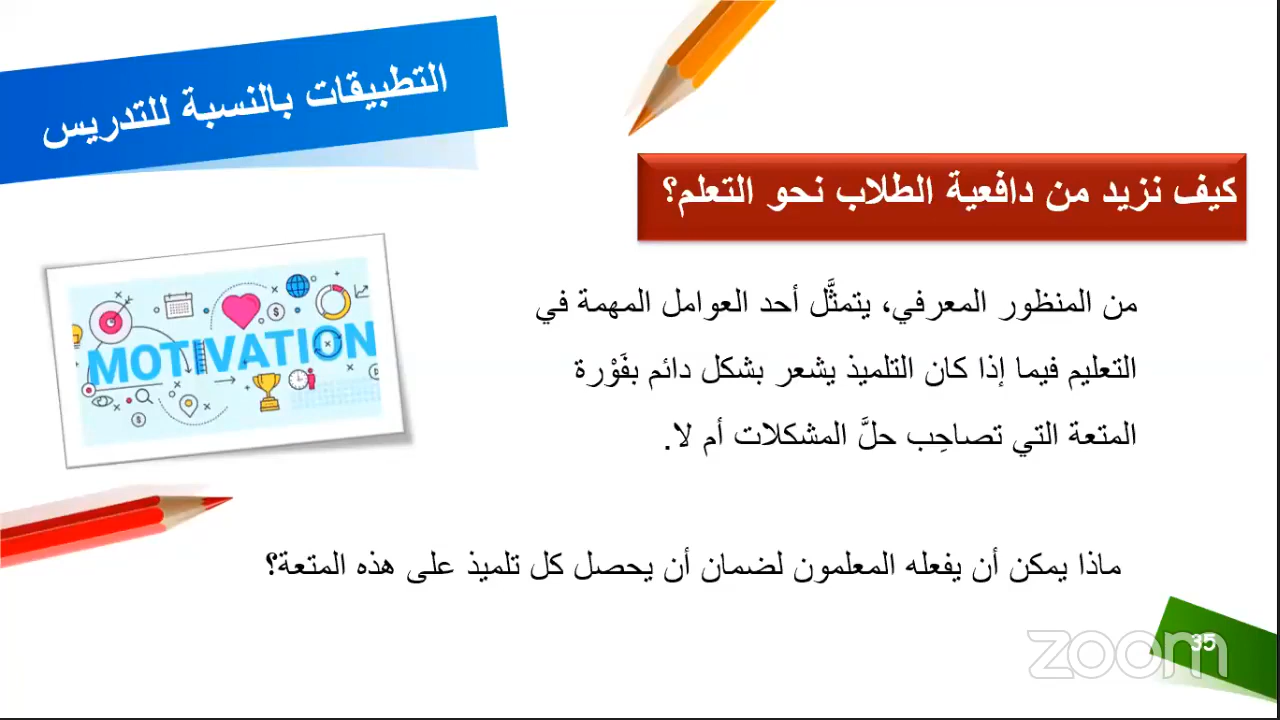 التطبيقات بالنسبة للتدريس
كيف نزيد من دافعية الطلاب نحو التعلم؟
من المنظور المعرفي، يتمثَّل أحد العوامل المهمة في
التعليم فيما إذا كان التلميذ يشعر بشكل دائم بفَوْرة
المتعة التي تصاحِب حلَّ المشكلات أم لا.
MOTIVATION
ماذا يمكن أن يفعله المعلمون لضمان أن يحصل كل تلميذ على هذه المتعة؟
35
zoom